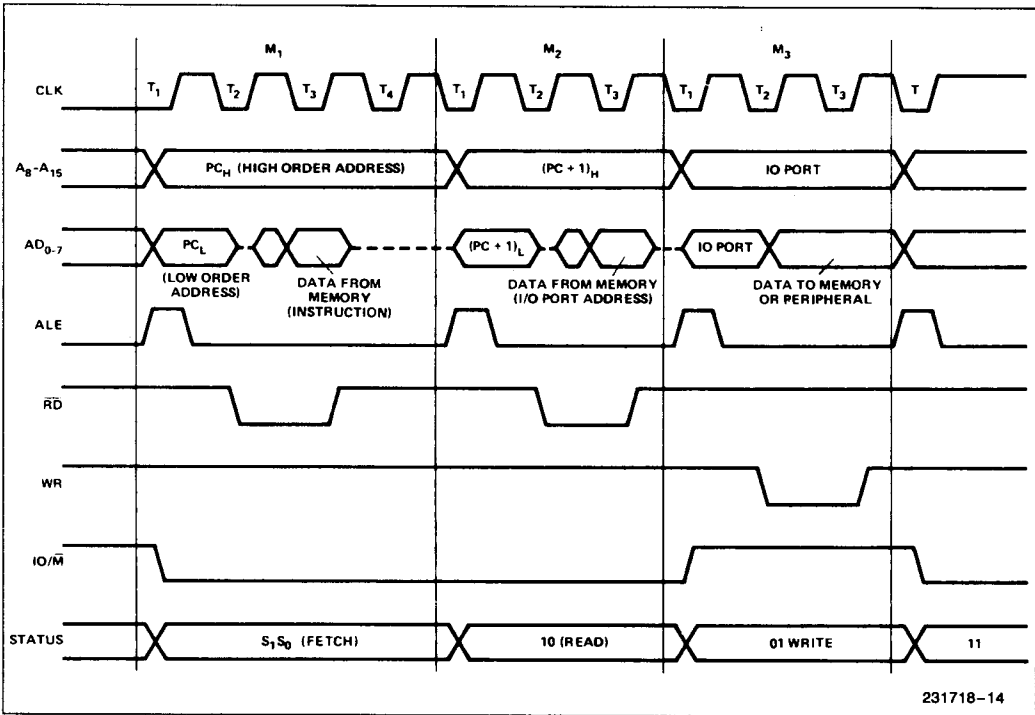 M1 M2 M3
CLK T1 T2 T3 T4 T1 T2 T3 T1 T2 T3 T
A8-A15 PCH (HIGH ORDER ADDRESS) (PC + 1)H IO PORT
AD0-7 PCL (PC + 1)L IO PORT
(LOW ORDER
ADDRESS)
DATA FROM
MEMORY
(INSTRUCTION)
DATA FROM MEMORY
(I/O PORT ADDRESS)
DATA TO MEMORY
OR PERIPHERAL
ALE
R̅D̅
WR
IO/M̅
STATUS S1S0 (FETCH) 10 (READ) 01 WRITE 11
231718-14